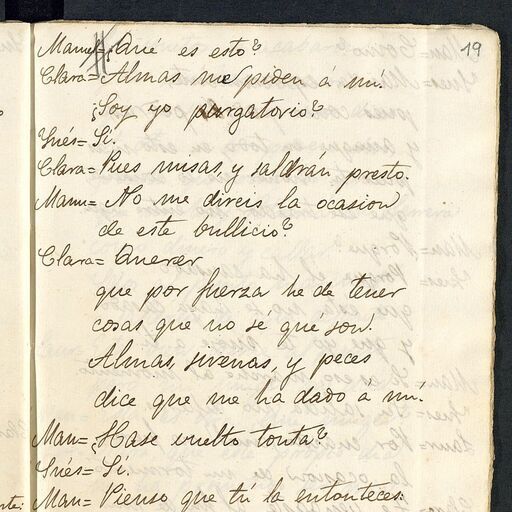 19
Manu= ¿Qué es esto?
Clara= Almas me piden á mí.
¿Soy yo purgatorio?
Ynés= Sí.
Clara= Pues misas, y saldrán presto.
Manu= No me direis la ocasion
de este bullicio?
Clara= Querer
que por fuerza he de tener
cosas que no sé qué son.
Almas, sirenas, y peces
dice que me ha dado á mí.
Man= ¿Hase vuelto tonta?
Ynés= Sí.
Man= Pienso que tú la entonteces.